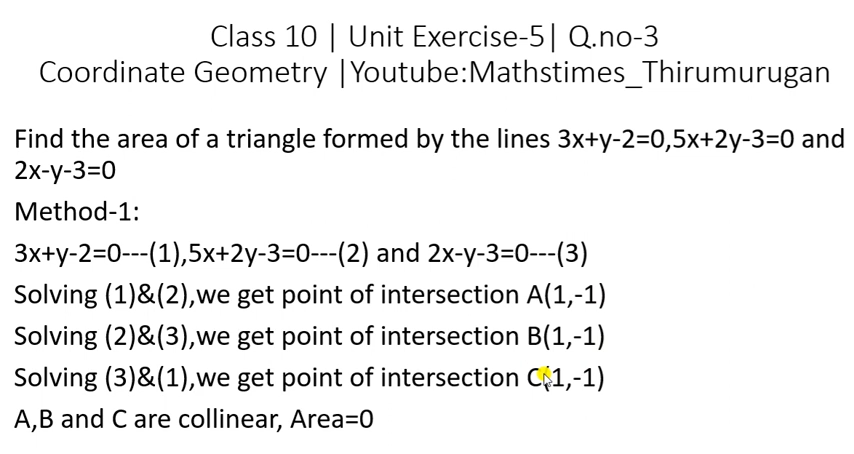 Class 10 | Unit Exercise-5| Q.no-3
Coordinate Geometry |Youtube:Mathstimes_Thirumurugan
Find the area of a triangle formed by the lines 3x+y-2=0,5x+2y-3=0 and
2x-y-3=0
Method-1:
3x+y-2=0---(1),5x+2y-3=0---(2) and 2x-y-3=0---(3)
Solving (1)&(2),we get point of intersection A(1,-1)
Solving (2)&(3),we get point of intersection B(1,-1)
Solving (3)&(1),we get point of intersection C(1,-1)
A,B and C are collinear, Area=0